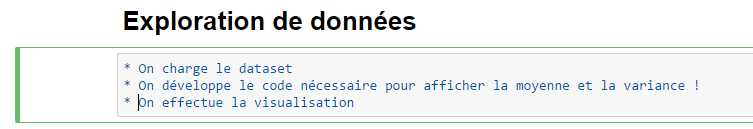 Exploration de données
* On charge le dataset
* On développe le code nécessaire pour afficher la moyenne et la variance !
* On effectue la visualisation